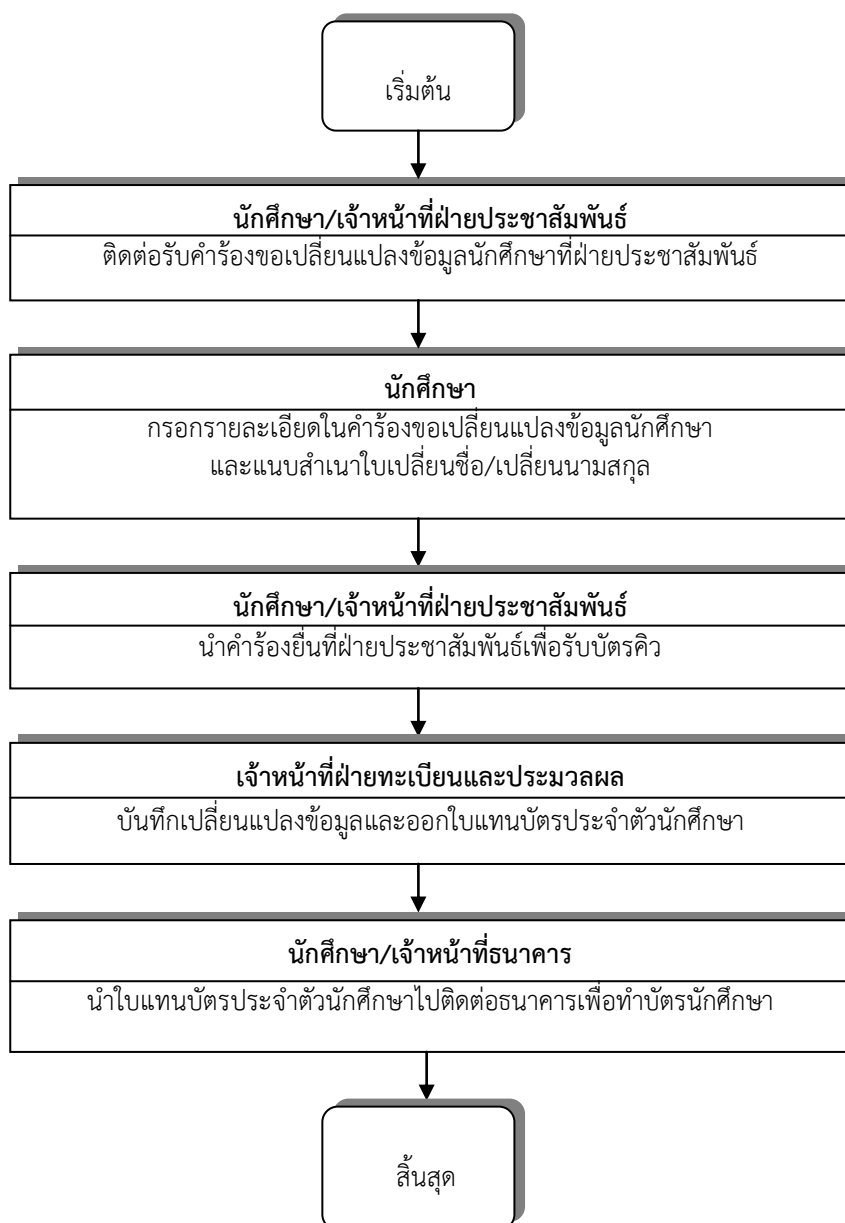 เริ่มต้น
นักศึกษา/เจ้าหน้าที่ฝ่ายประชาสัมพันธ์
ติดต่อรับคำร้องขอเปลี่ยนแปลงข้อมูลนักศึกษาที่ฝ่ายประชาสัมพันธ์
นักศึกษา
กรอกรายละเอียดในคำร้องขอเปลี่ยนแปลงข้อมูลนักศึกษา
และแนบสำเนาใบเปลี่ยนชื่อ/เปลี่ยนนามสกุล
นักศึกษา/เจ้าหน้าที่ฝ่ายประชาสัมพันธ์
นำคำร้องยื่นที่ฝ่ายประชาสัมพันธ์เพื่อรับบัตรคิว
เจ้าหน้าที่ฝ่ายทะเบียนและประมวลผล
บันทึกเปลี่ยนแปลงข้อมูลและออกใบแทนบัตรประจำตัวนักศึกษา
นักศึกษา/เจ้าหน้าที่ธนาคาร
นำใบแทนบัตรประจำตัวนักศึกษาไปติดต่อธนาคารเพื่อทำบัตรนักศึกษา
สิ้นสุด